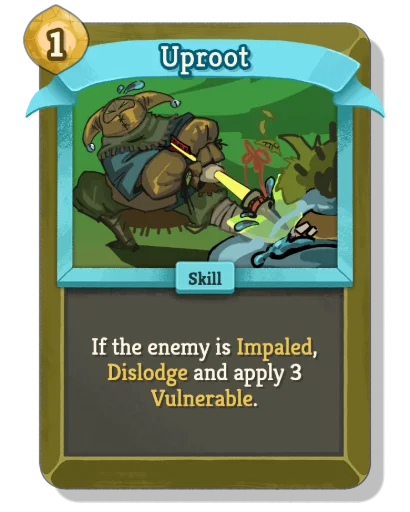 1
Uproot
Skill
If the enemy is Impaled,
Dislodge and apply 3
Vulnerable.